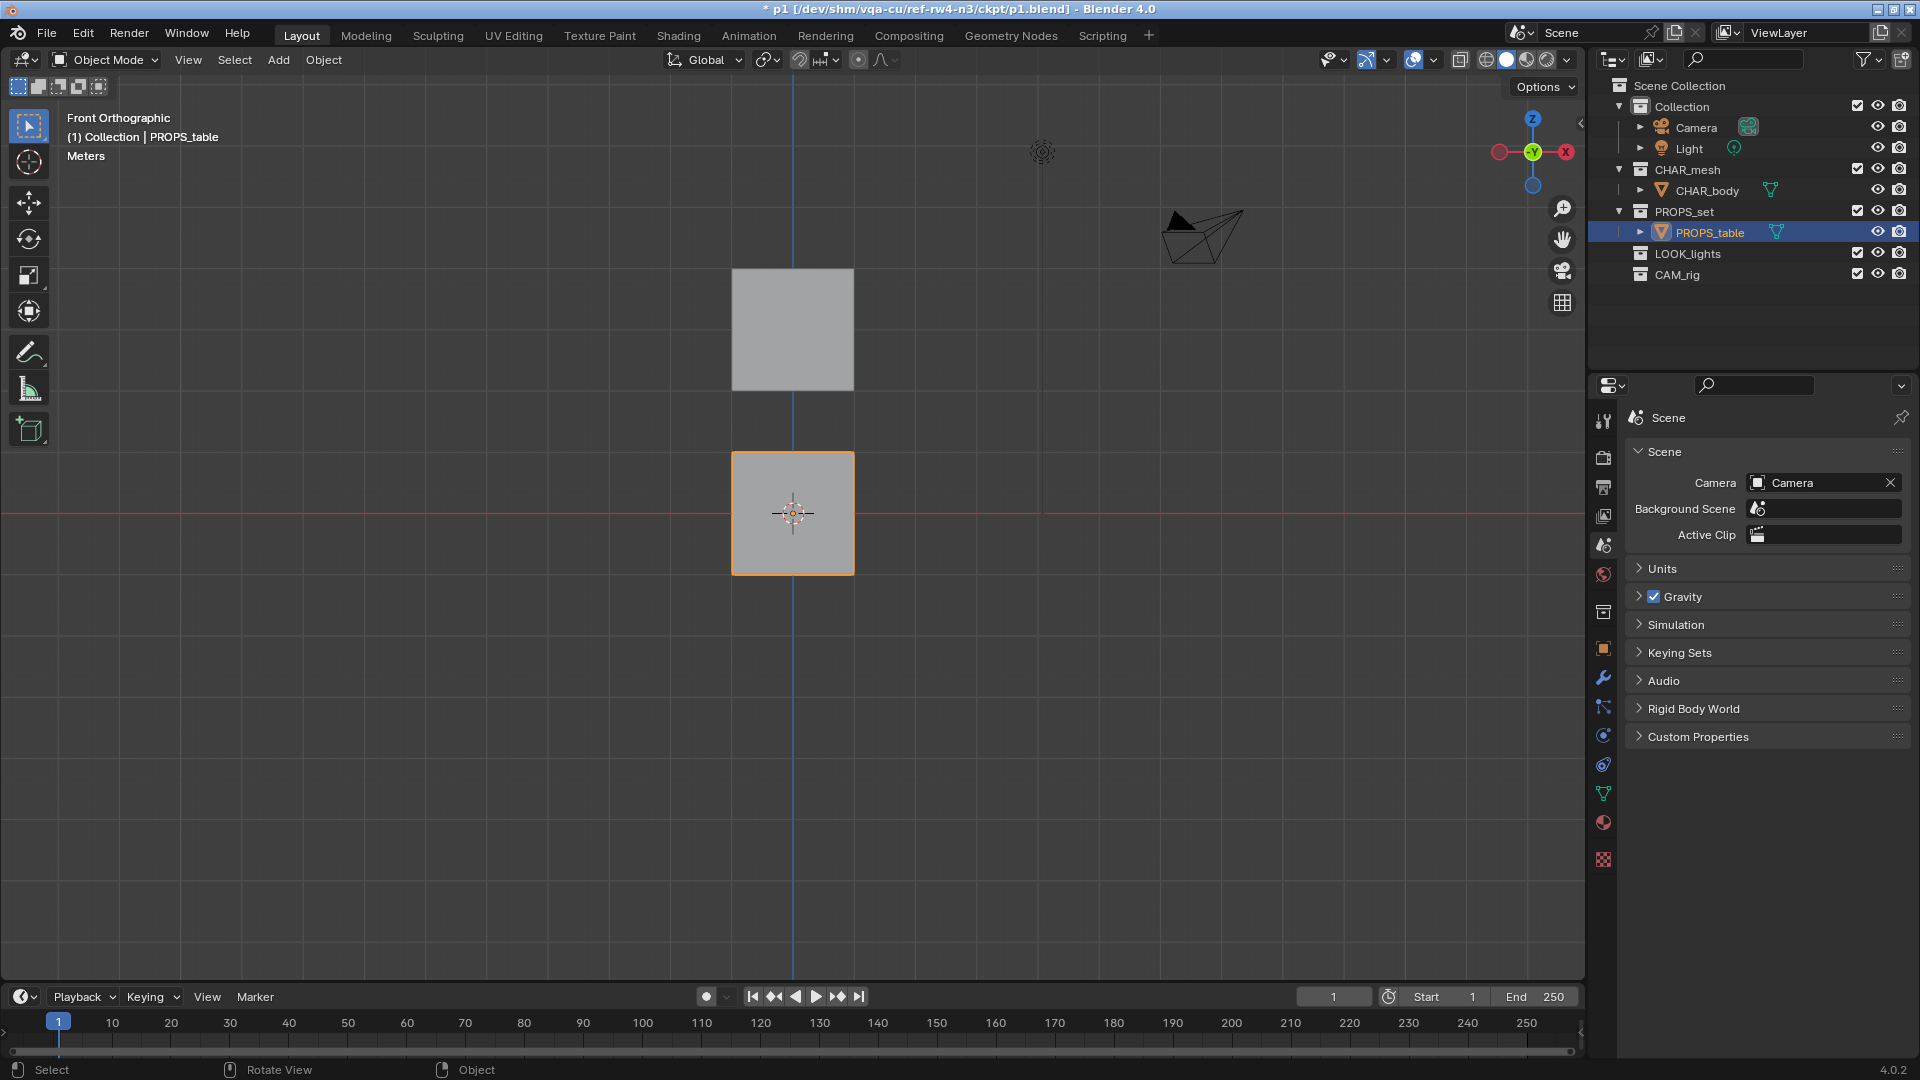 * p1 [/dev/shm/vqa-cu/ref-rw4-n3/ckpt/p1.blend] - Blender 4.0
File Edit Render Window Help Layout Modeling Sculpting UV Editing Texture Paint Shading Animation Rendering Compositing Geometry Nodes Scripting + Scene ViewLayer
Object Mode View Select Add Object Global
Options
Front Orthographic
(1) Collection | PROPS_table
Meters
Z
-Y
X
Scene Collection
Collection
Camera
Light
CHAR_mesh
CHAR_body
PROPS_set
PROPS_table
LOOK_lights
CAM_rig
Scene
Scene
Camera Camera
Background Scene
Active Clip
Units
Gravity
Simulation
Keying Sets
Audio
Rigid Body World
Custom Properties
Playback Keying View Marker 1 Start 1 End 250
1 10 20 30 40 50 60 70 80 90 100 110 120 130 140 150 160 170 180 190 200 210 220 230 240 250
Select Rotate View Object 4.0.2